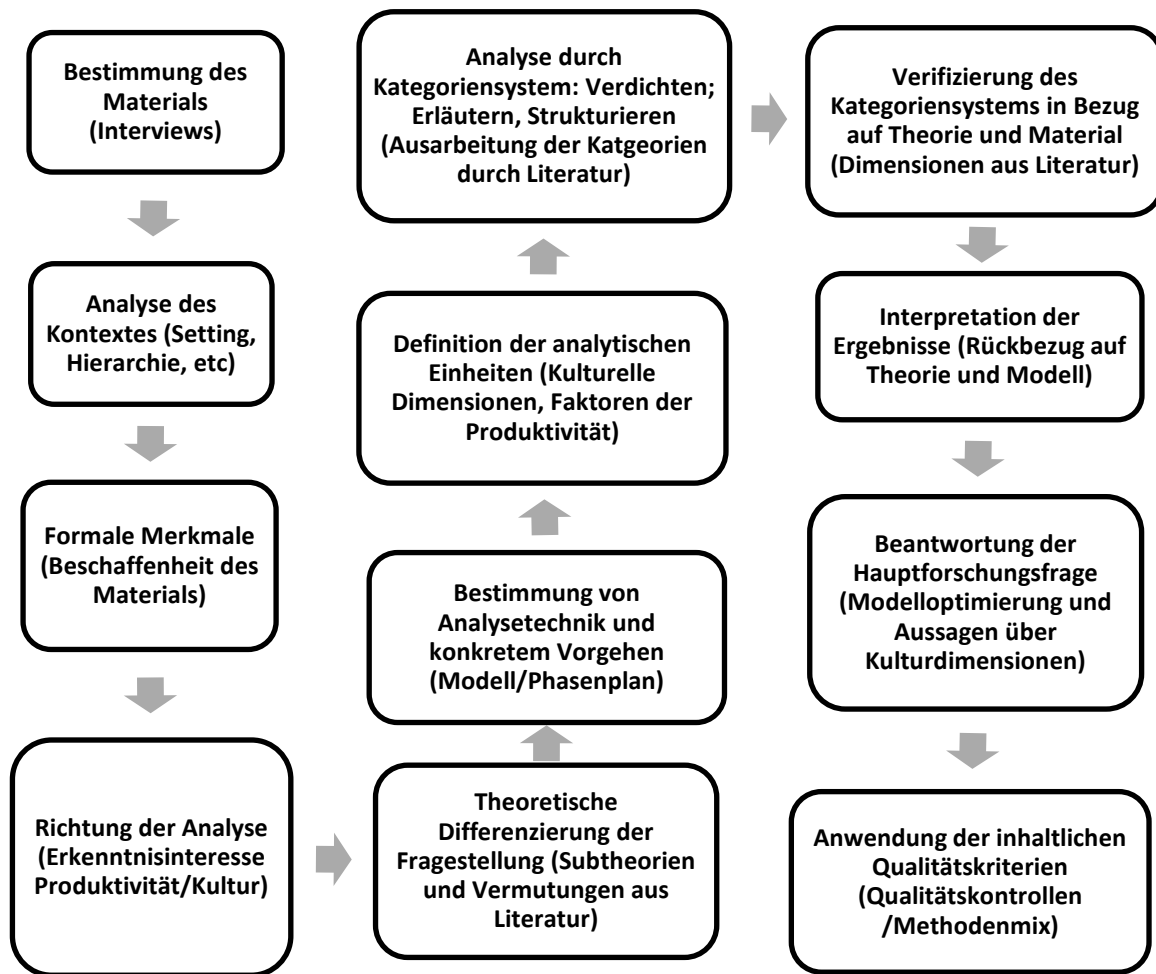 Bestimmung des
Materials
(Interviews)
Analyse des
Kontextes (Setting,
Hierarchie, etc)
Formale Merkmale
(Beschaffenheit des
Materials)
Richtung der Analyse
(Erkenntnisinteresse
Produktivität/Kultur)
Theoretische
Differenzierung der
Fragestellung (Subtheorien
und Vermutungen aus
Literatur)
Bestimmung von
Analysetechnik und
konkretem Vorgehen
(Modell/Phasenplan)
Definition der analytischen
Einheiten (Kulturelle
Dimensionen, Faktoren der
Produktivität)
Analyse durch
Kategoriensystem: Verdichten;
Erläutern, Strukturieren
(Ausarbeitung der Katgeorien
durch Literatur)
Verifizierung des
Kategoriensystems in Bezug
auf Theorie und Material
(Dimensionen aus Literatur)
Interpretation der
Ergebnisse (Rückbezug auf
Theorie und Modell)
Beantwortung der
Hauptforschungsfrage
(Modelloptimierung und
Aussagen über
Kulturdimensionen)
Anwendung der inhaltlichen
Qualitätskriterien
(Qualitätskontrollen
/Methodenmix)